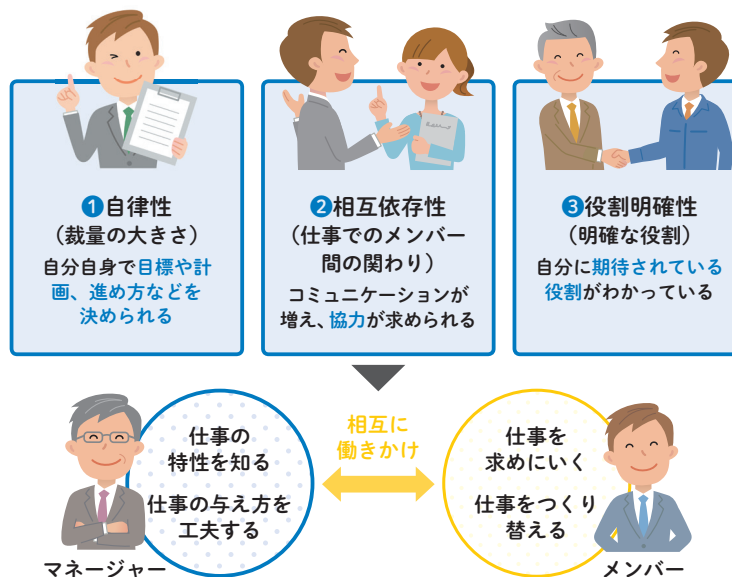 ❶自律性
（裁量の大きさ）
自分自身で目標や計
画、進め方などを
決められる
❷相互依存性
（仕事でのメンバー
間の関わり）
コミュニケーションが
増え、協力が求められる
❸役割明確性
（明確な役割）
自分に期待されている
役割がわかっている
仕事の
特性を知る
仕事の与え方を
工夫する
マネージャー
相互に
働きかけ
仕事を
求めにいく
仕事をつくり
替える
メンバー